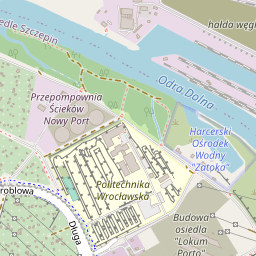 edle Szczepin
hałda węgl
Odra Dolna
Przepompownia
Ścieków
Nowy Port
Harcerski
Ośrodek
Wodny
"Zatoka"
Politechnika
Wrocławska
roblowa
Długa
Budowa
osiedla
"Lokum
Porto"